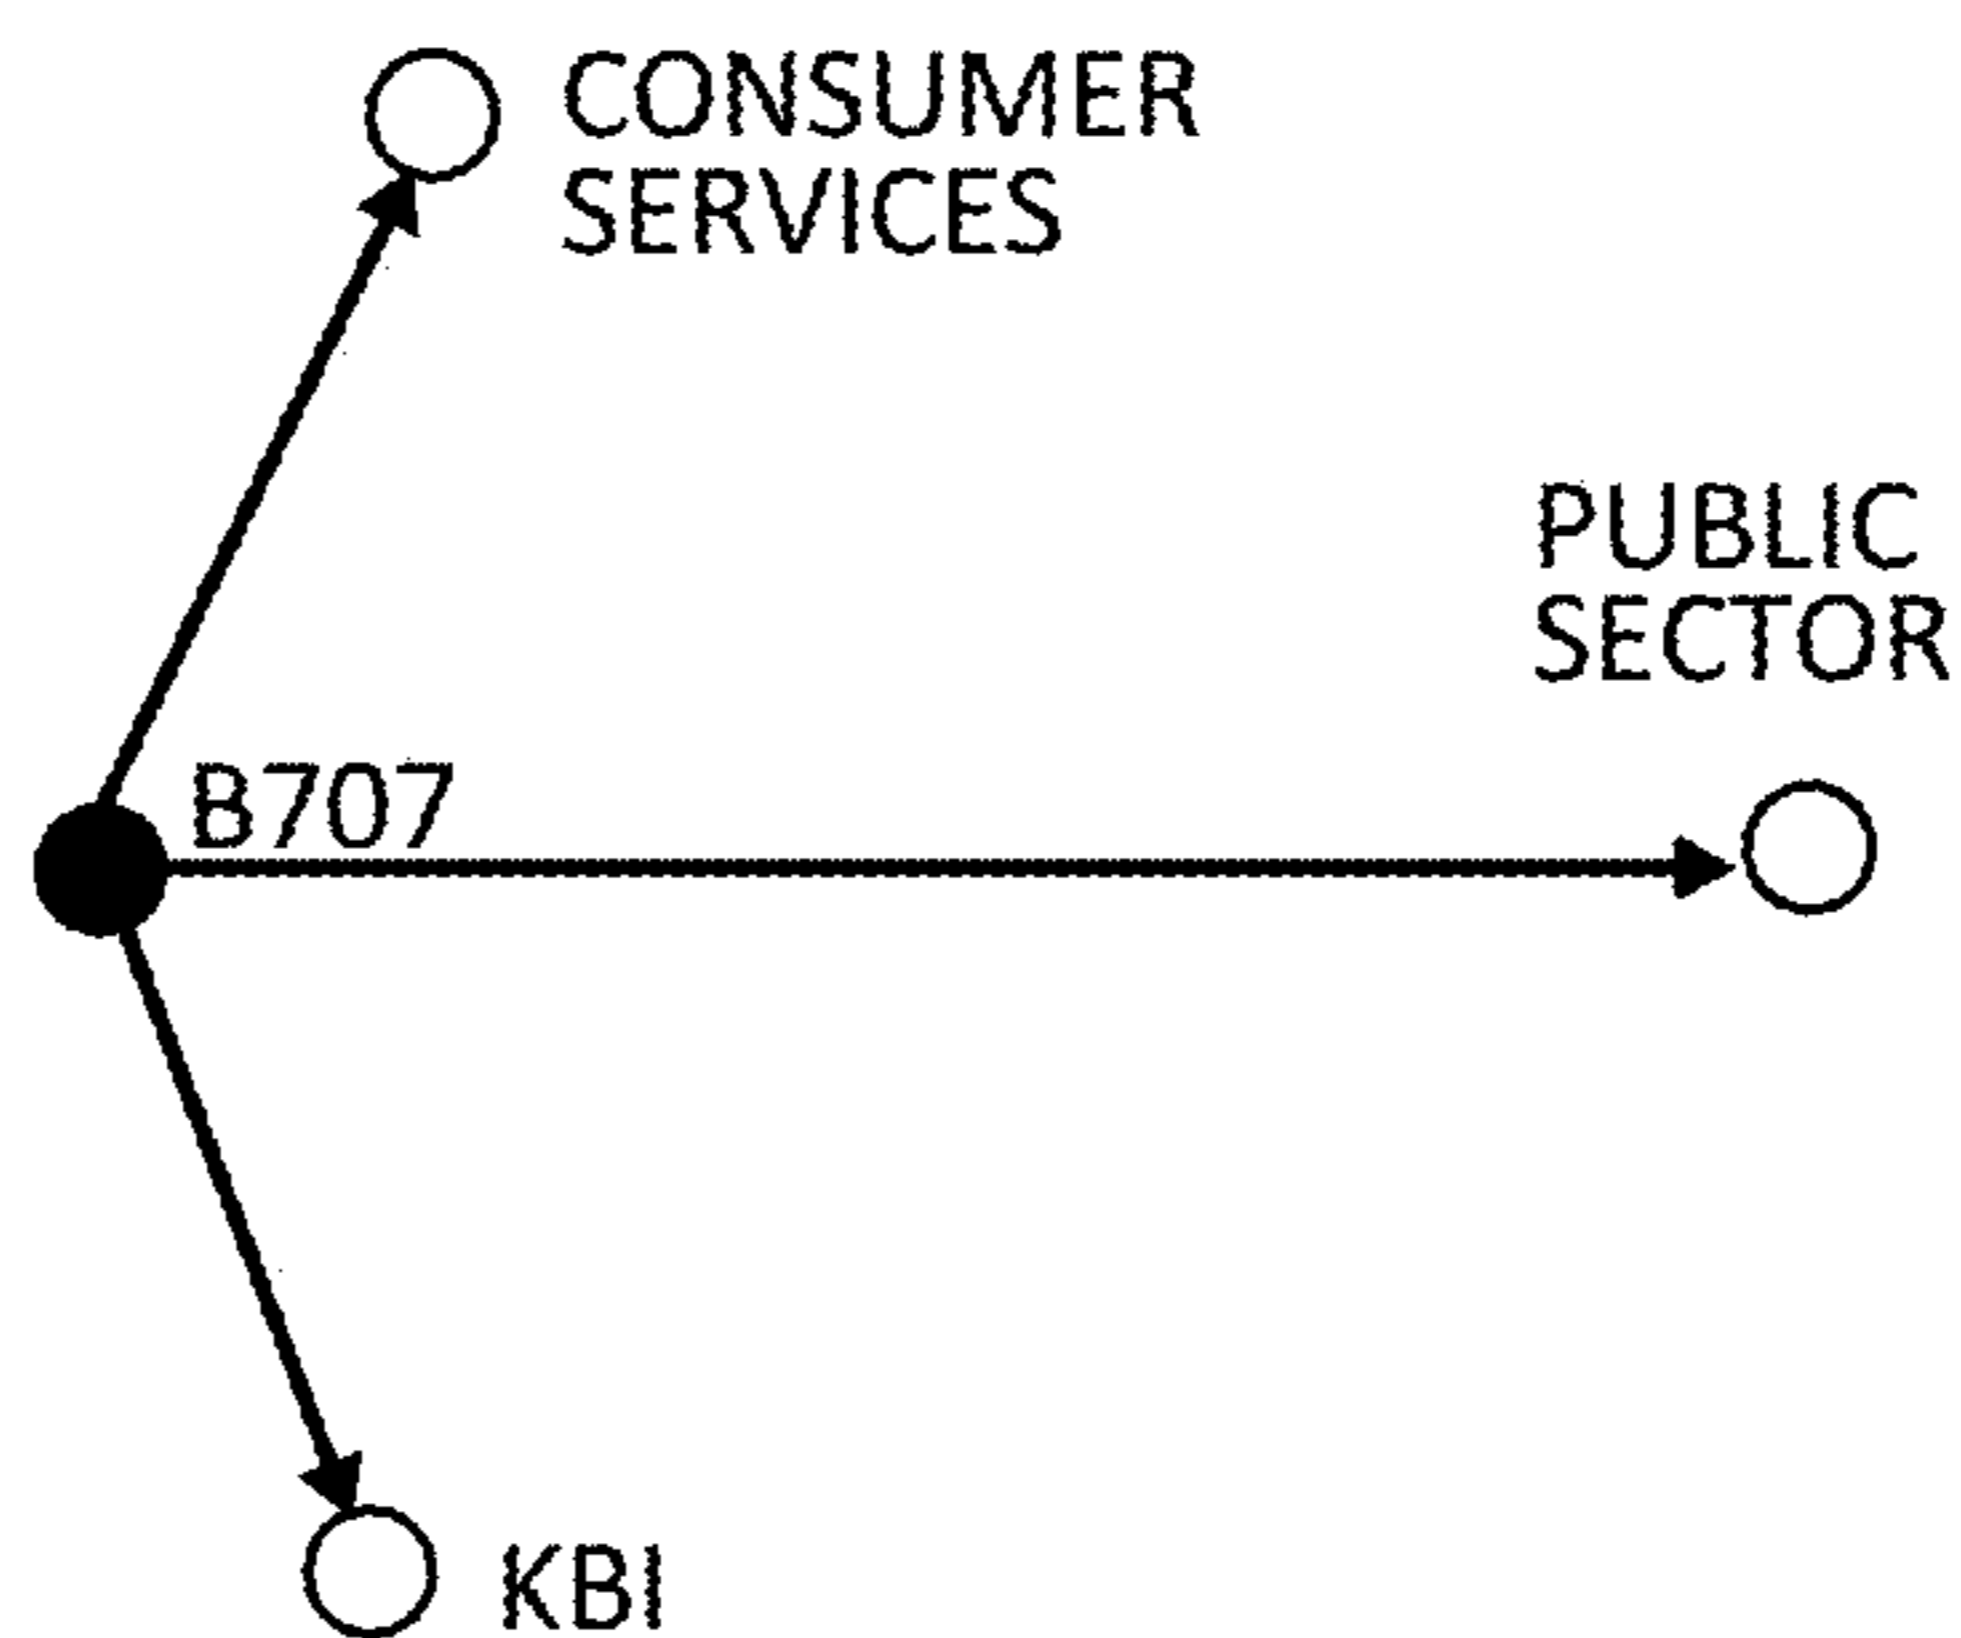 CONSUMER
SERVICES
PUBLIC
SECTOR
B707
KBI